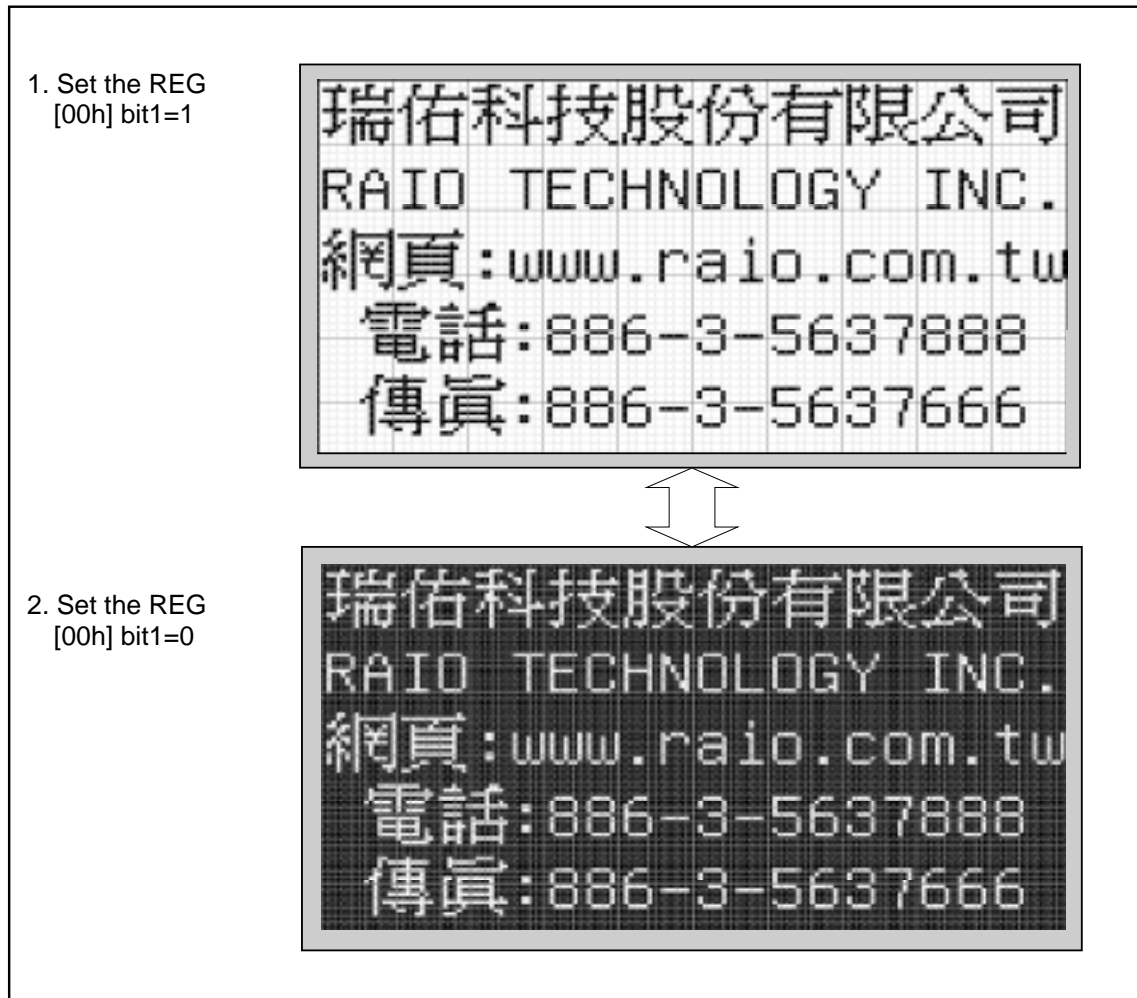 1. Set the REG
[00h] bit1=1
瑞佑科技股份有限公司
RAIO TECHNOLOGY INC.
網頁:www.raio.com.tw
電話:886-3-5637888
傳真:886-3-5637666
2. Set the REG
[00h] bit1=0
瑞佑科技股份有限公司
RAIO TECHNOLOGY INC.
網頁:www.raio.com.tw
電話:886-3-5637888
傳真:886-3-5637666